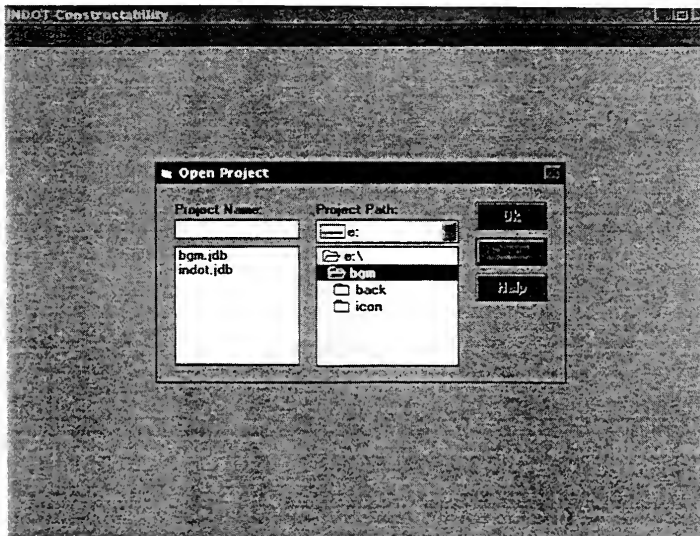 INDOT Constructability
Open Project
Project Name:
bgm.jdb
indot.jdb
Project Path:
e:
e:\
bgm
back
icon
Ok
Help